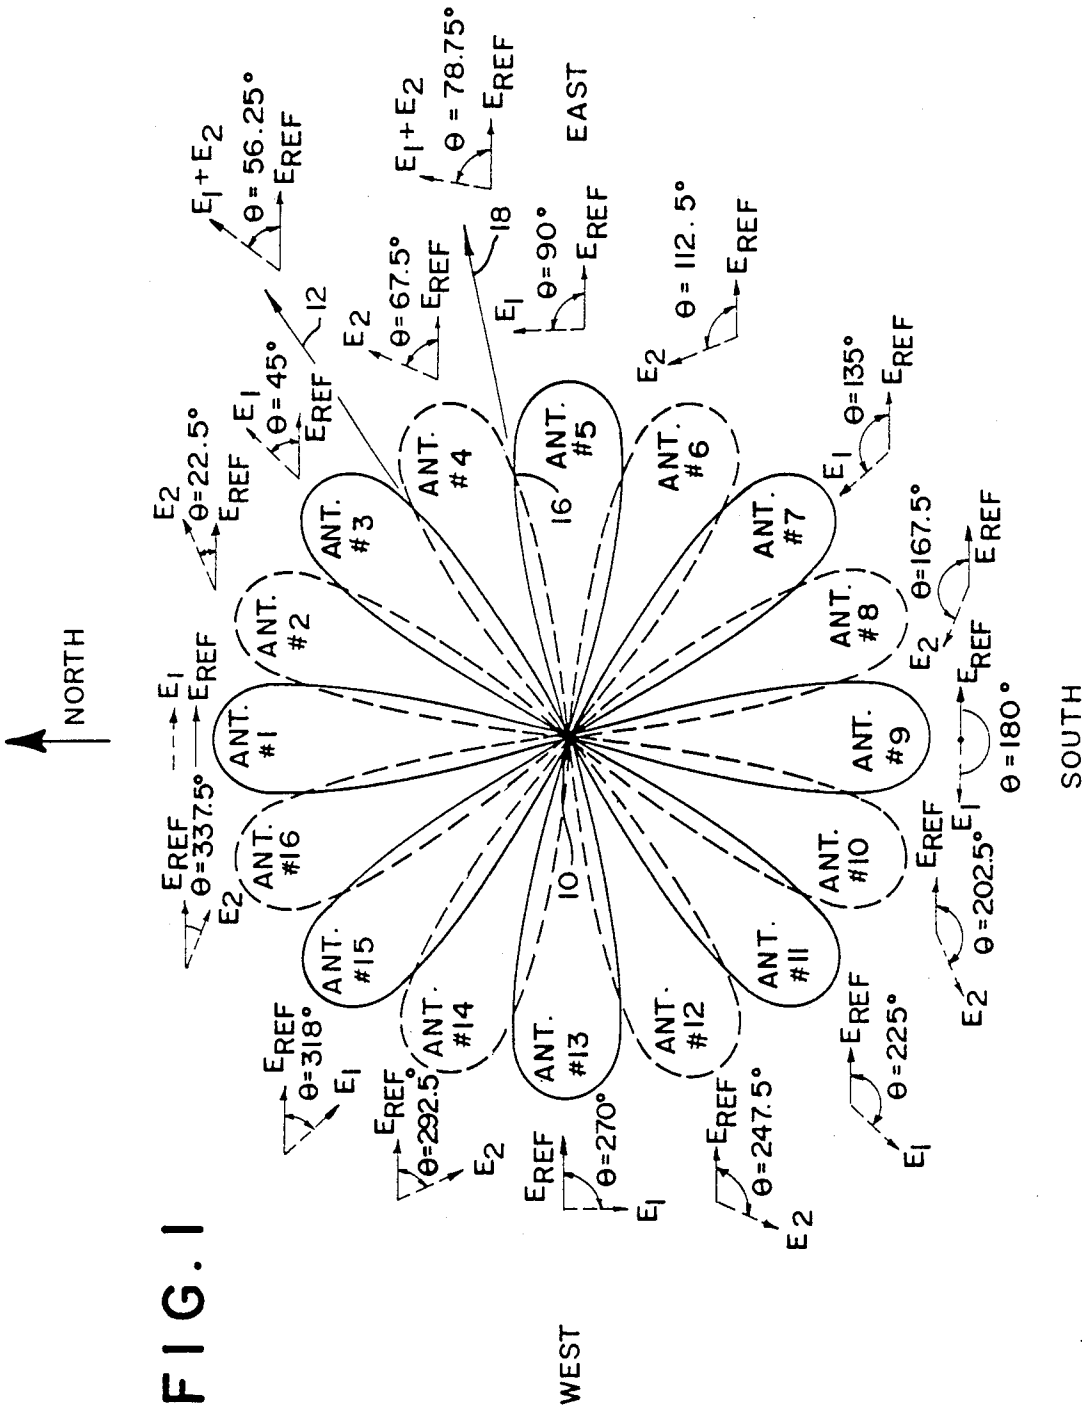 FIG. 1
NORTH
EAST
SOUTH
WEST
E1
EREF
ANT.
#1
E2
θ=22.5°
EREF
ANT.
#2
E1
θ=45°
EREF
ANT.
#3
12
E1+E2
θ=56.25°
EREF
E2
θ=67.5°
EREF
ANT.
#4
18
E1+E2
θ=78.75°
EREF
E1
θ=90°
EREF
ANT.
#5
16
E2
θ=112.5°
EREF
ANT.
#6
E1
θ=135°
EREF
ANT.
#7
E2
θ=167.5°
EREF
ANT.
#8
E1
EREF
θ=180°
ANT.
#9
EREF
θ=202.5°
E2
ANT.
#10
EREF
θ=225°
E1
ANT.
#11
EREF
θ=247.5°
E2
ANT.
#12
EREF
θ=270°
E1
ANT.
#13
EREF
θ=292.5°
E2
ANT.
#14
EREF
θ=318°
E1
ANT.
#15
EREF
θ=337.5°
E2
ANT.
#16
10